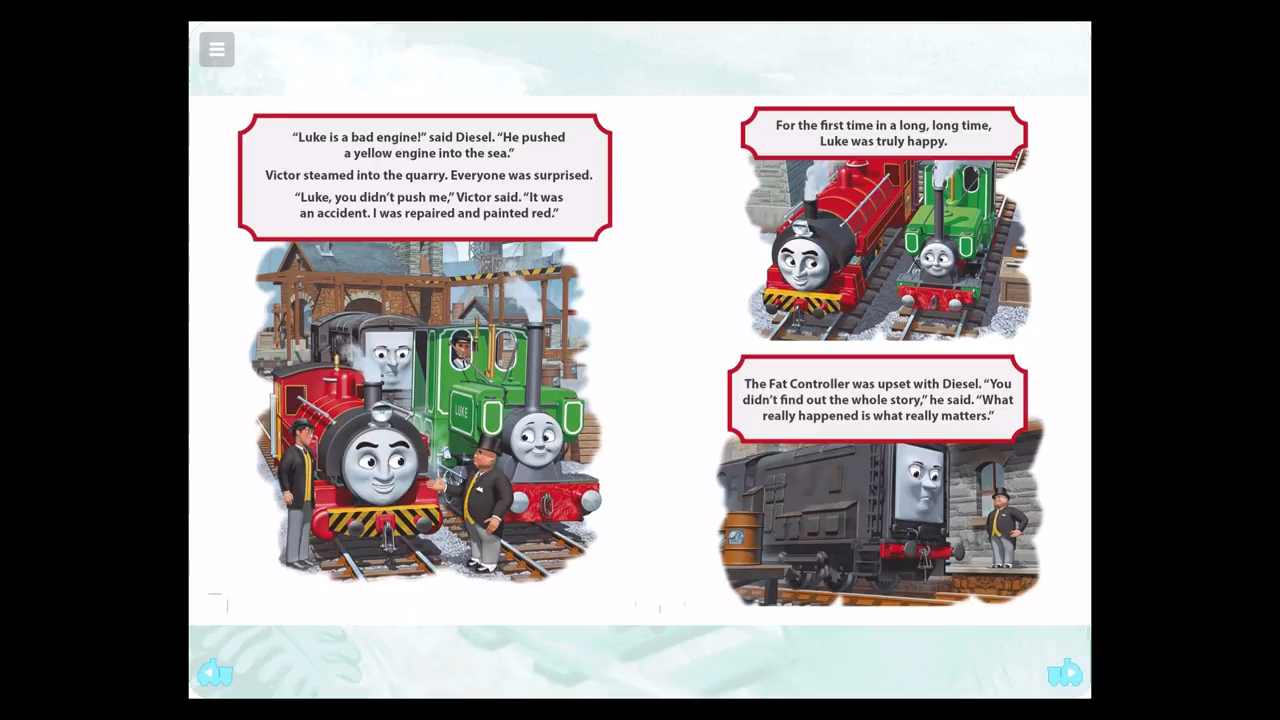 “Luke is a bad engine!” said Diesel. “He pushed
a yellow engine into the sea.”
Victor steamed into the quarry. Everyone was surprised.
“Luke, you didn’t push me,” Victor said. “It was
an accident. I was repaired and painted red.”
LUKE
For the first time in a long, long time,
Luke was truly happy.
The Fat Controller was upset with Diesel. “You
didn’t find out the whole story,” he said. “What
really happened is what really matters.”